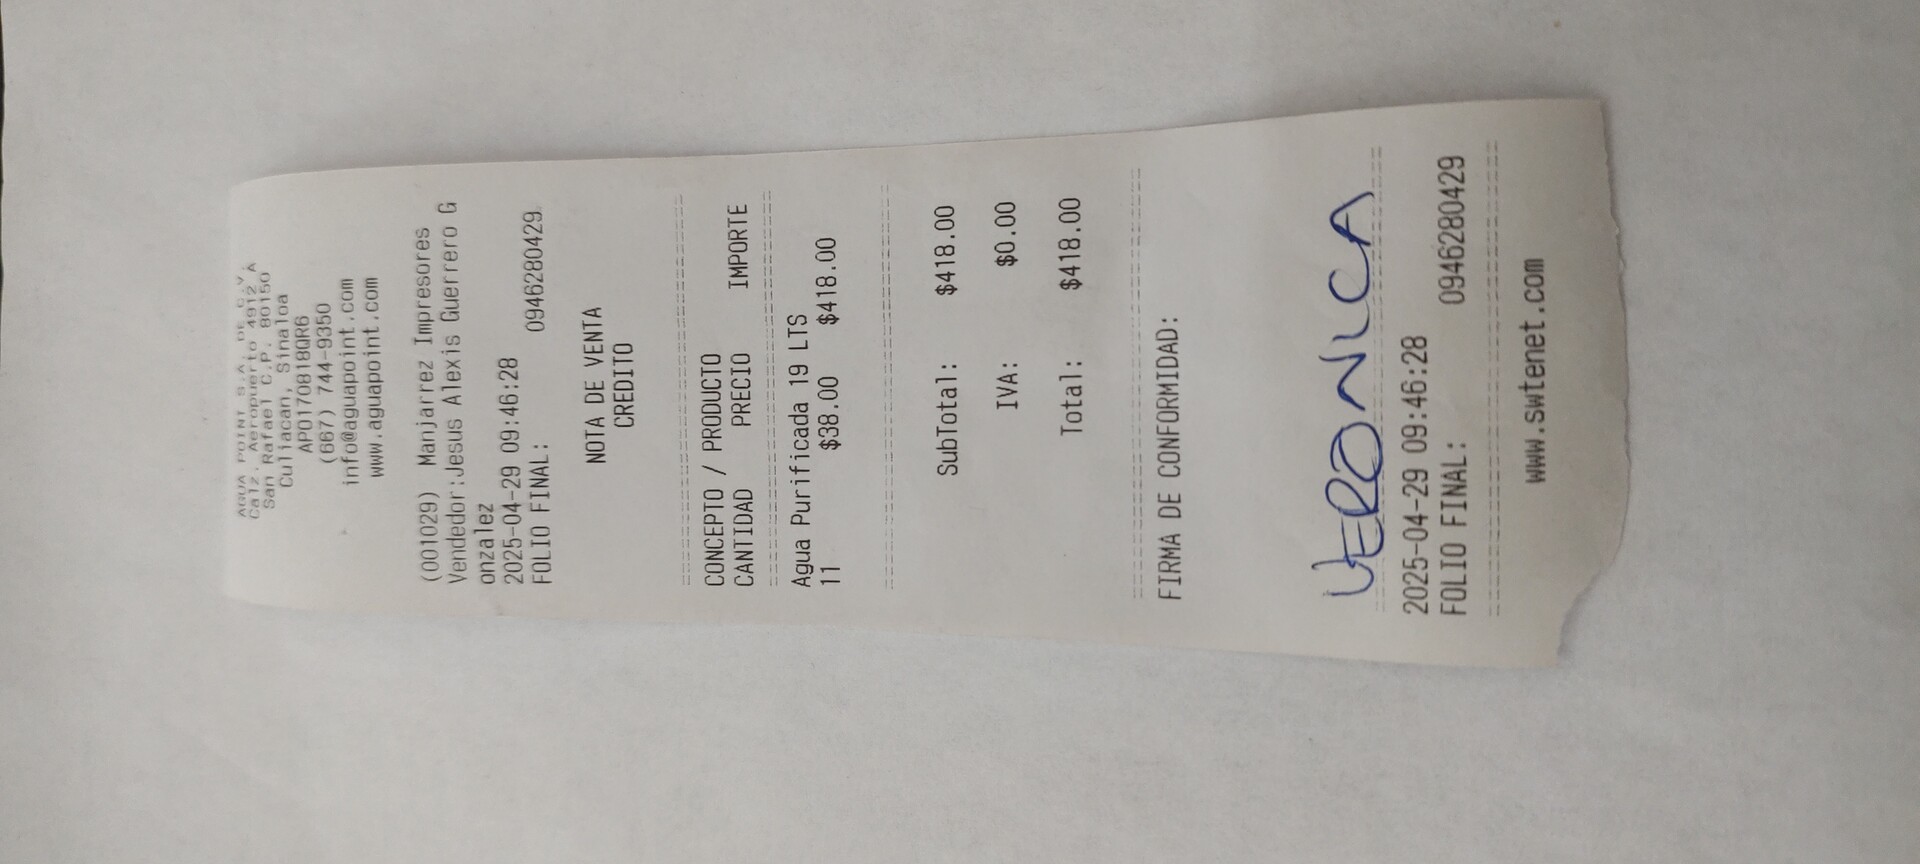 AGUA POINT S.A. DE C.V.
Calz. Aeropuerto 4912 A
San Rafael C.P. 80150
Culiacan, Sinaloa
APO170818QR6
(667) 744-9350
info@aguapoint.com
www.aguapoint.com
(001029) Manjarrez Impresores
Vendedor:Jesus Alexis Guerrero G
onzalez
2025-04-29 09:46:28
FOLIO FINAL: 0946280429
NOTA DE VENTA
CREDITO
================================
CONCEPTO / PRODUCTO
CANTIDAD PRECIO IMPORTE
================================
Agua Purificada 19 LTS
11 $38.00 $418.00
================================
SubTotal: $418.00
IVA: $0.00
Total: $418.00
================================
FIRMA DE CONFORMIDAD:
VERONICA
================================
2025-04-29 09:46:28
FOLIO FINAL: 0946280429
================================
www.swtenet.com